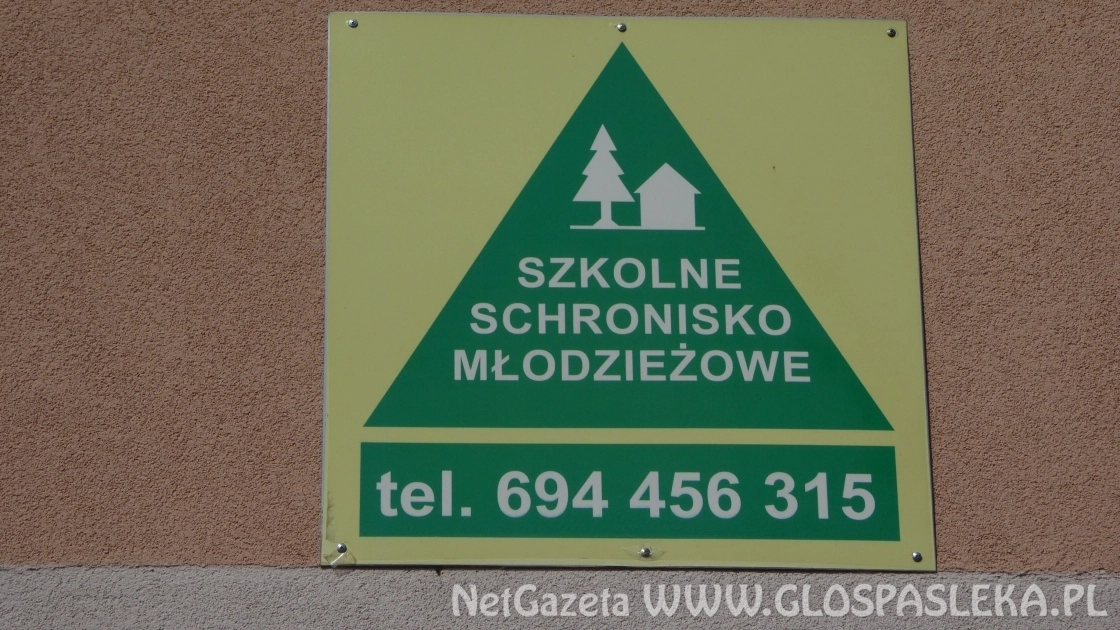 SZKOLNE
SCHRONISKO
MŁODZIEŻOWE
tel. 694 456 315
NetGazeta WWW.GLOSPASLEKA.PL